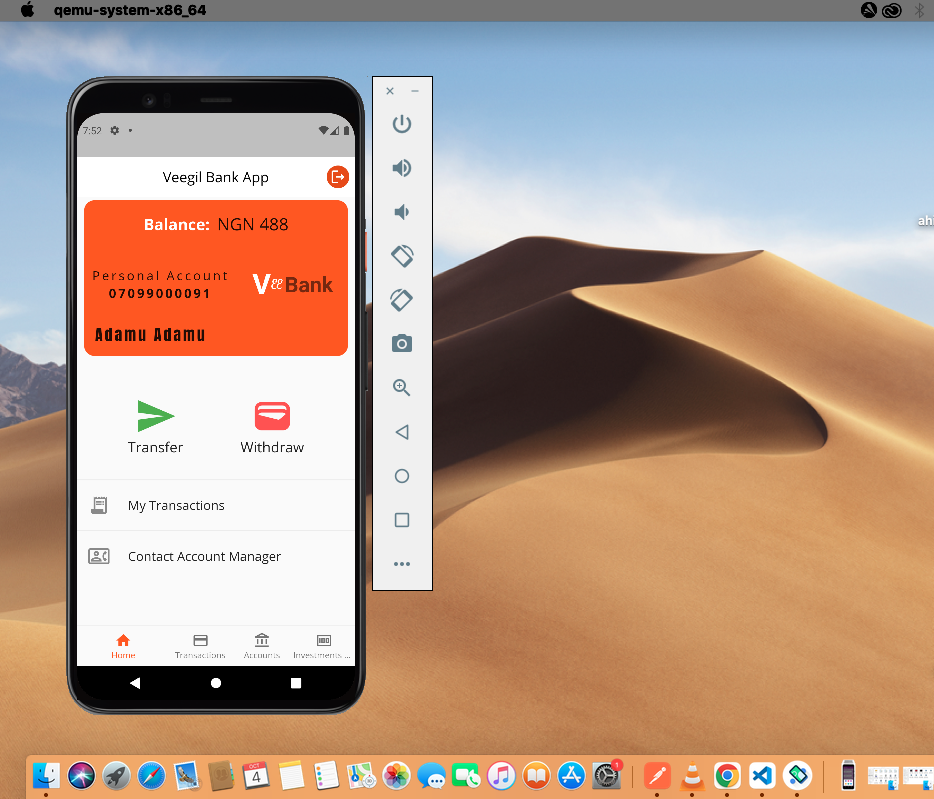 qemu-system-x86_64
7:52
Veegil Bank App
Balance: NGN 488
Personal Account
07099000091
VeeBank
Adamu Adamu
Transfer
Withdraw
My Transactions
Contact Account Manager
Home
Transactions
Accounts
Investments ...
ah
OCT
4
1